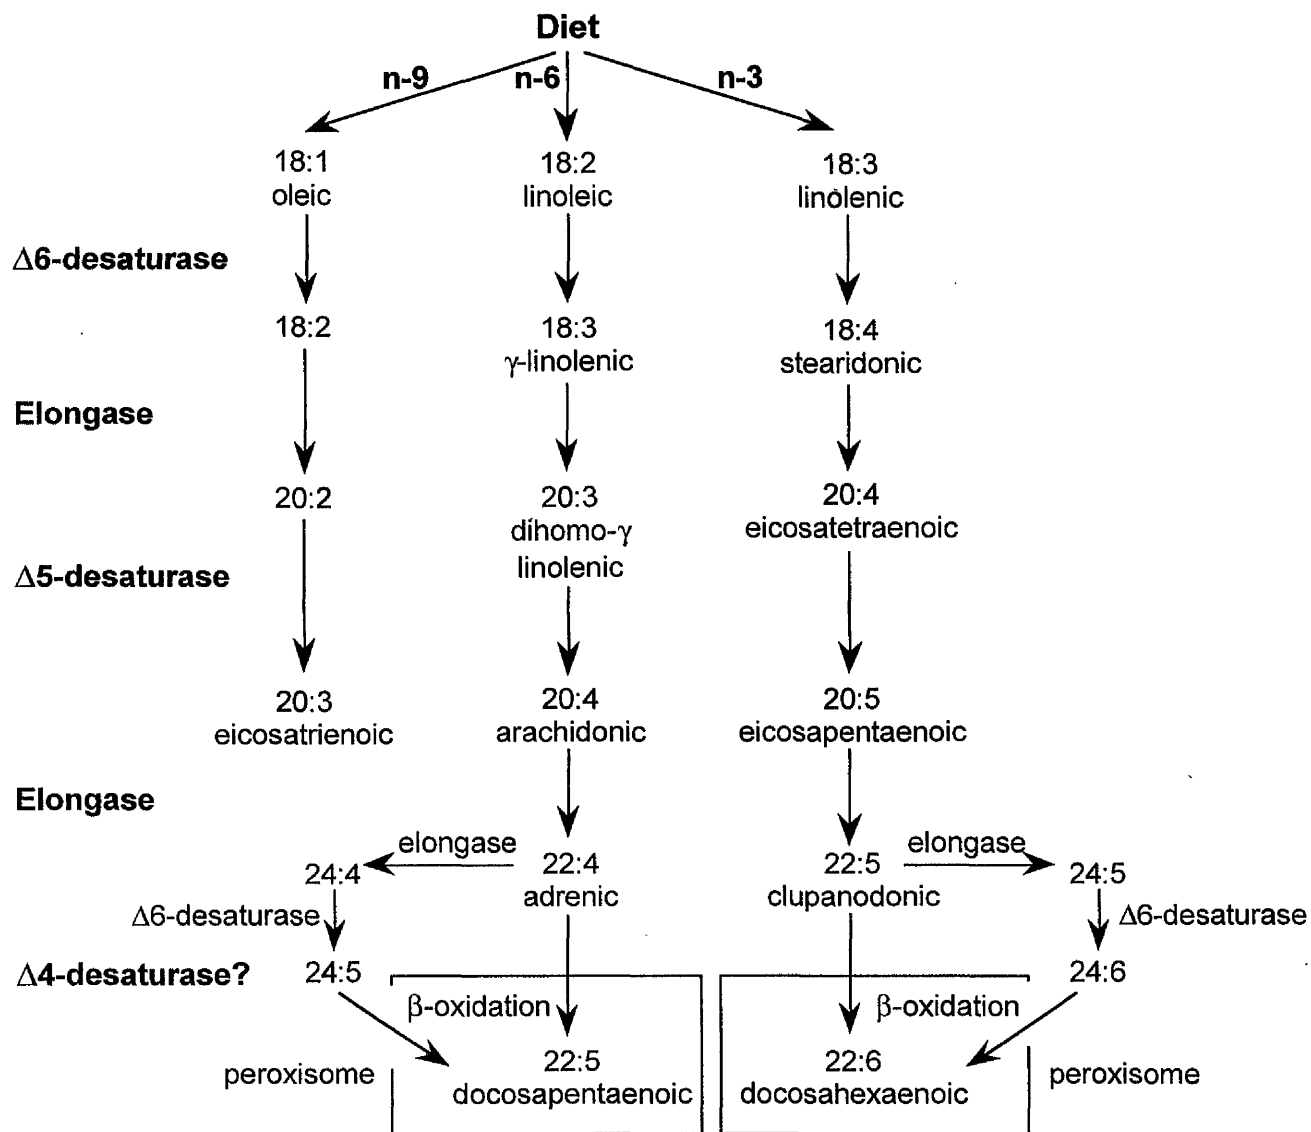 Diet
n-9
n-6
n-3
18:1
oleic
18:2
linoleic
18:3
linolenic
Δ6-desaturase
18:2
18:3
γ-linolenic
18:4
stearidonic
Elongase
20:2
20:3
dihomo-γ
linolenic
20:4
eicosatetraenoic
Δ5-desaturase
20:3
eicosatrienoic
20:4
arachidonic
20:5
eicosapentaenoic
Elongase
24:4
elongase
22:4
adrenic
22:5
clupanodonic
elongase
24:5
Δ6-desaturase
Δ6-desaturase
Δ4-desaturase?
24:5
24:6
β-oxidation
β-oxidation
peroxisome
22:5
docosapentaenoic
22:6
docosahexaenoic
peroxisome